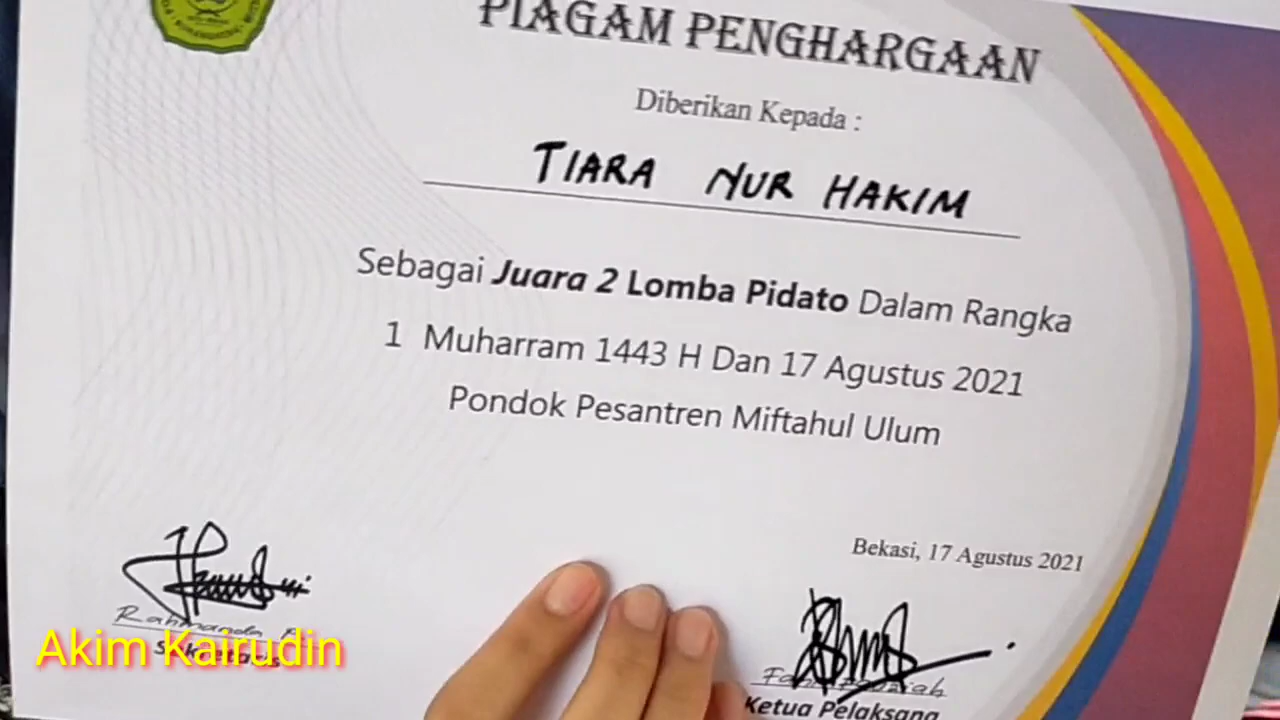 PIAGAM PENGHARGAAN
Diberikan Kepada :
TIARA NUR HAKIM
Sebagai Juara 2 Lomba Pidato Dalam Rangka
1 Muharram 1443 H Dan 17 Agustus 2021
Pondok Pesantren Miftahul Ulum
Bekasi, 17 Agustus 2021
Rahmanda
Akim Kairudin
Ketua Pelaksana